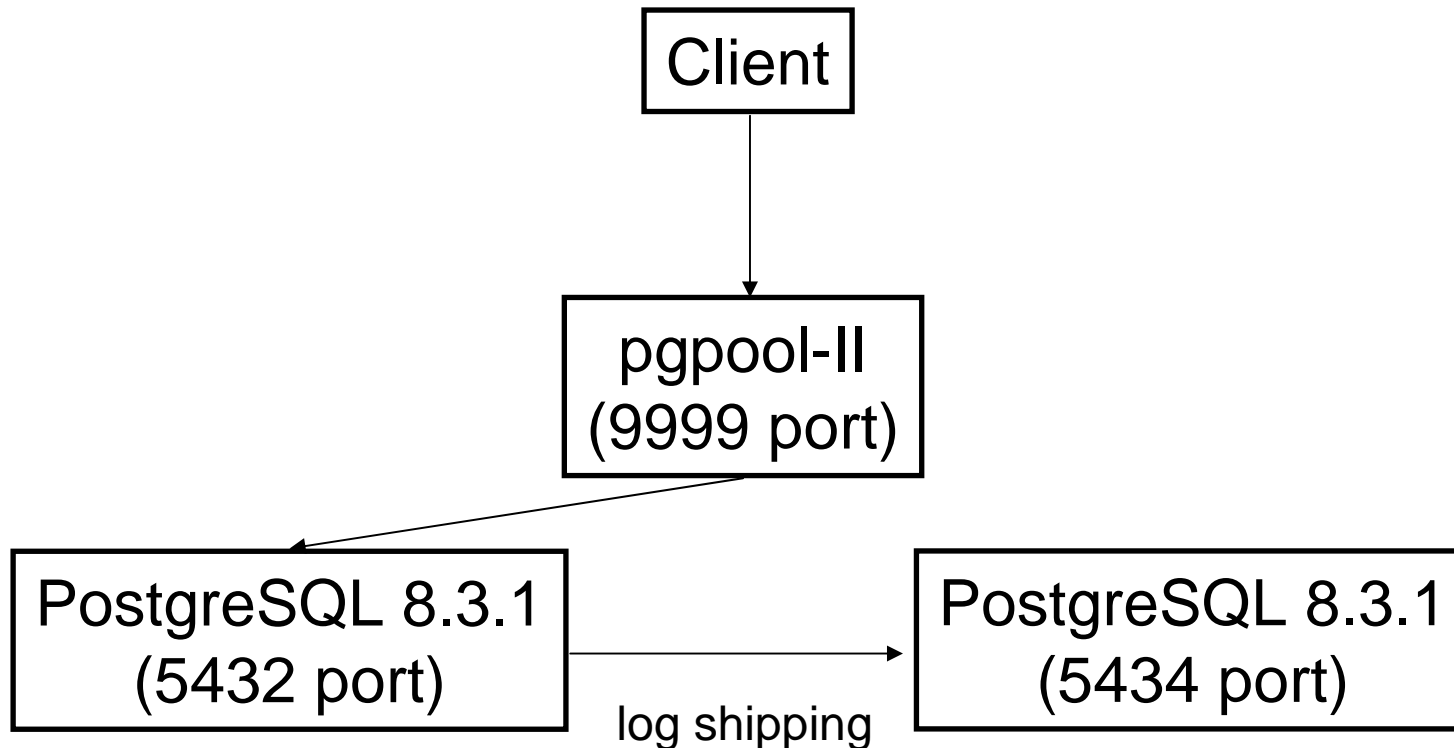 Client
pgpool-II
(9999 port)
PostgreSQL 8.3.1
(5432 port)
log shipping
PostgreSQL 8.3.1
(5434 port)